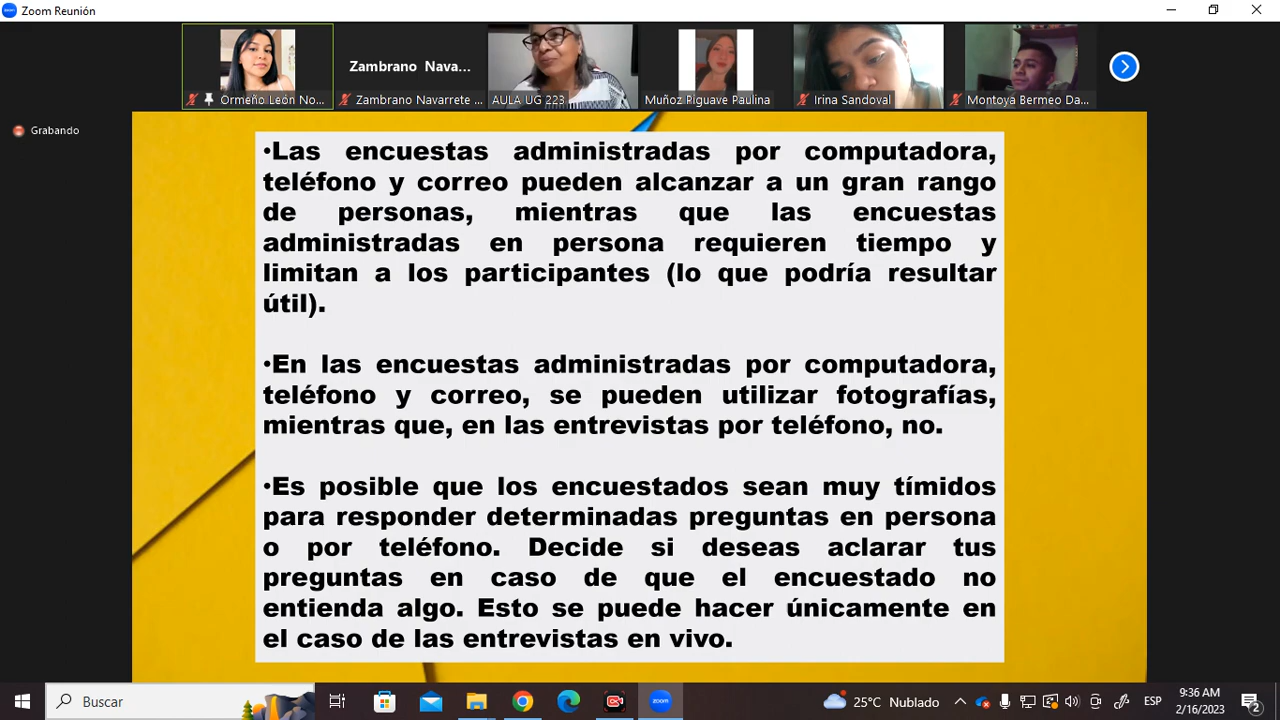 Zoom Reunión
Zambrano Nava...
Ormeño León No...
Zambrano Navarrete ...
AULA UG 223
Muñoz Piguave Paulina
Irina Sandoval
Montoya Bermeo Da...
Grabando
•Las encuestas administradas por computadora,
teléfono y correo pueden alcanzar a un gran rango
de personas, mientras que las encuestas
administradas en persona requieren tiempo y
limitan a los participantes (lo que podría resultar
útil).
•En las encuestas administradas por computadora,
teléfono y correo, se pueden utilizar fotografías,
mientras que, en las entrevistas por teléfono, no.
•Es posible que los encuestados sean muy tímidos
para responder determinadas preguntas en persona
o por teléfono. Decide si deseas aclarar tus
preguntas en caso de que el encuestado no
entienda algo. Esto se puede hacer únicamente en
el caso de las entrevistas en vivo.
Buscar
zoom
25°C Nublado
ESP
9:36 AM
2/16/2023
2